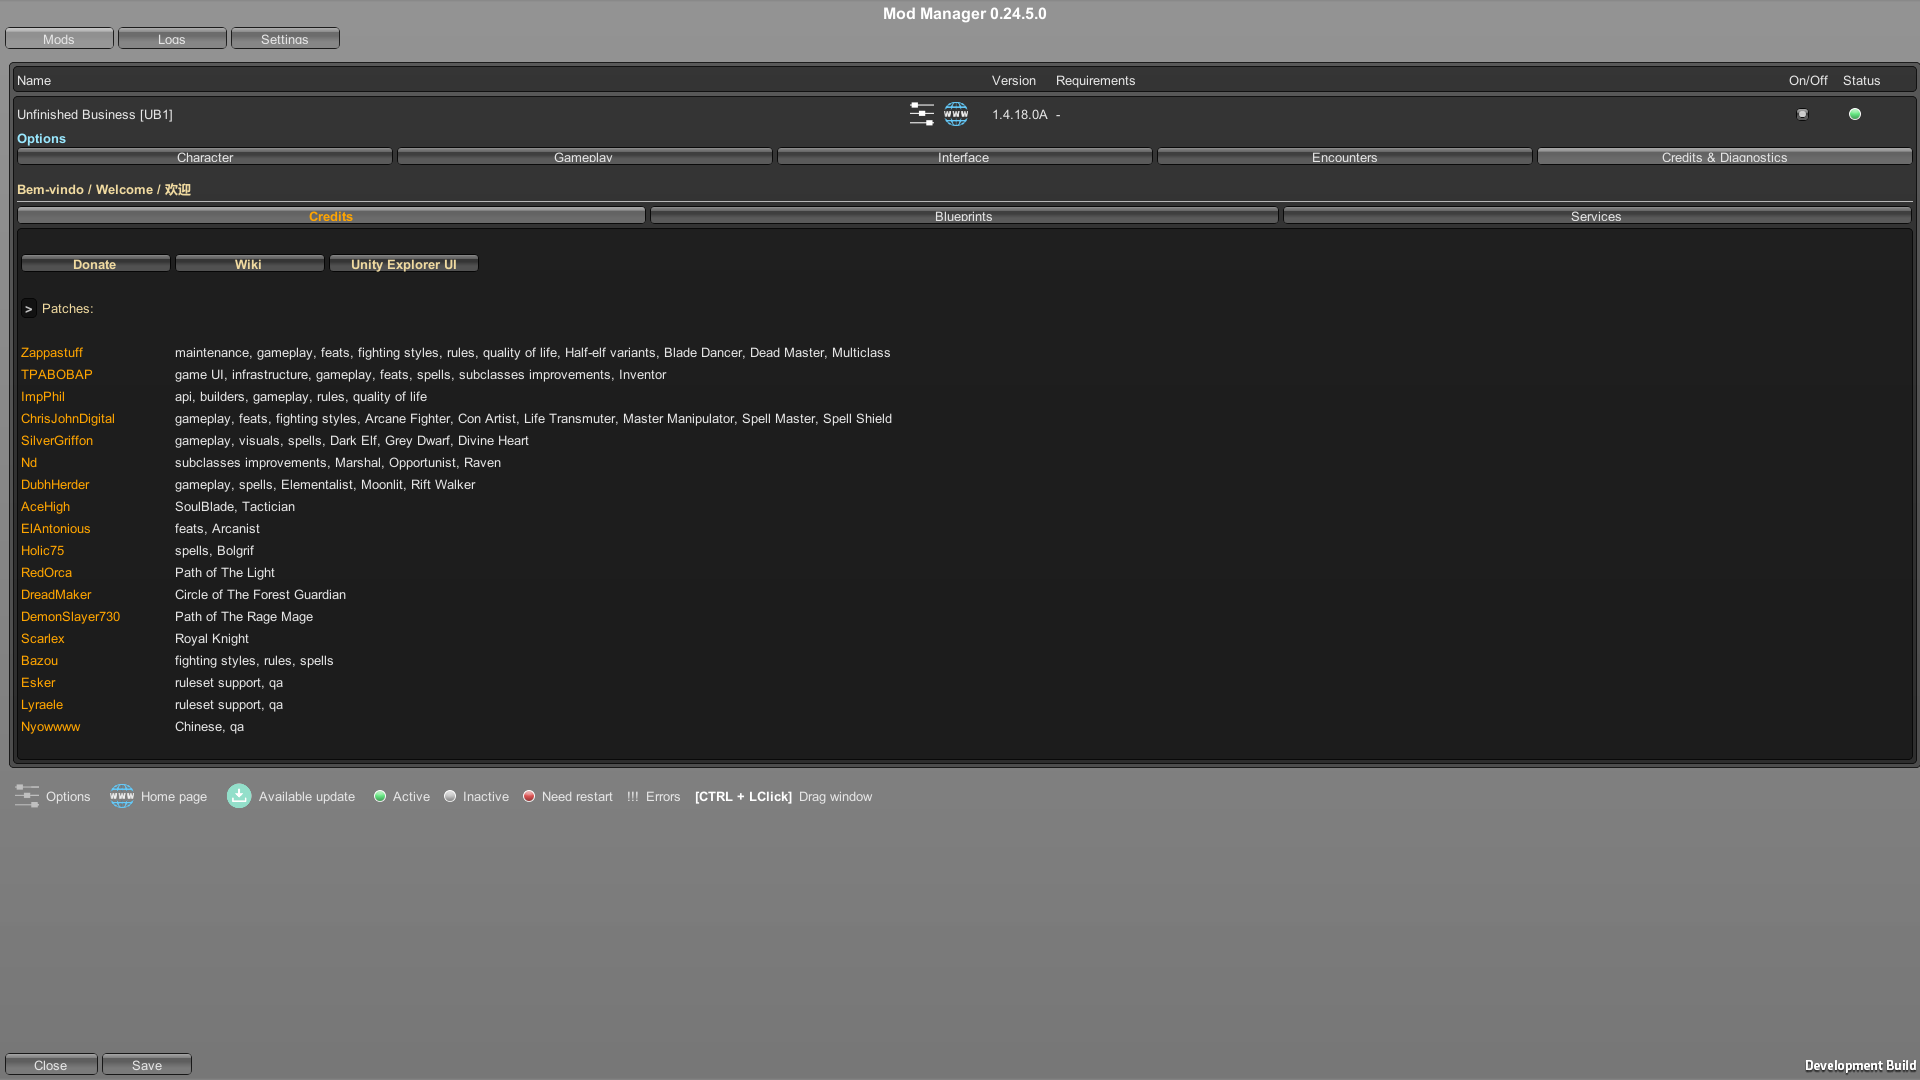 Mod Manager 0.24.5.0
Mods Logs Settings
Name Version Requirements On/Off Status
Unfinished Business [UB1] www 1.4.18.0A - 
Options
Character Gameplay Interface Encounters Credits & Diagnostics
Bem-vindo / Welcome / 欢迎
Credits Blueprints Services
Donate Wiki Unity Explorer UI
> Patches:
Zappastuff maintenance, gameplay, feats, fighting styles, rules, quality of life, Half-elf variants, Blade Dancer, Dead Master, Multiclass
TPABOBAP game UI, infrastructure, gameplay, feats, spells, subclasses improvements, Inventor
ImpPhil api, builders, gameplay, rules, quality of life
ChrisJohnDigital gameplay, feats, fighting styles, Arcane Fighter, Con Artist, Life Transmuter, Master Manipulator, Spell Master, Spell Shield
SilverGriffon gameplay, visuals, spells, Dark Elf, Grey Dwarf, Divine Heart
Nd subclasses improvements, Marshal, Opportunist, Raven
DubhHerder gameplay, spells, Elementalist, Moonlit, Rift Walker
AceHigh SoulBlade, Tactician
ElAntonious feats, Arcanist
Holic75 spells, Bolgrif
RedOrca Path of The Light
DreadMaker Circle of The Forest Guardian
DemonSlayer730 Path of The Rage Mage
Scarlex Royal Knight
Bazou fighting styles, rules, spells
Esker ruleset support, qa
Lyraele ruleset support, qa
Nyowwww Chinese, qa
Options www Home page Available update Active Inactive Need restart !!! Errors [CTRL + LClick] Drag window
Close Save Development Build